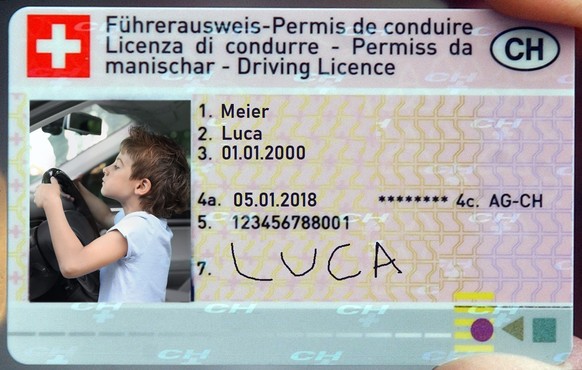 Führerausweis-Permis de conduire
Licenza di condurre - Permiss da
manischar - Driving Licence
CH
1. Meier
2. Luca
3. 01.01.2000
4a. 05.01.2018 ******** 4c. AG-CH
5. 123456788001
7. LUCA